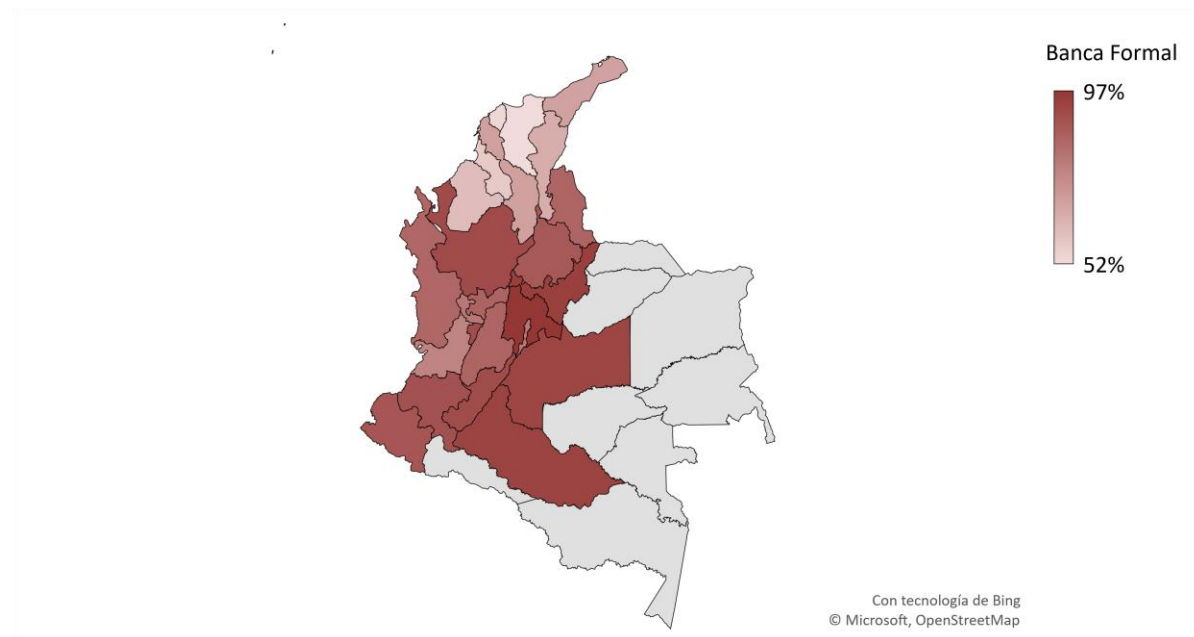 Banca Formal
97%
52%
Con tecnología de Bing
© Microsoft, OpenStreetMap